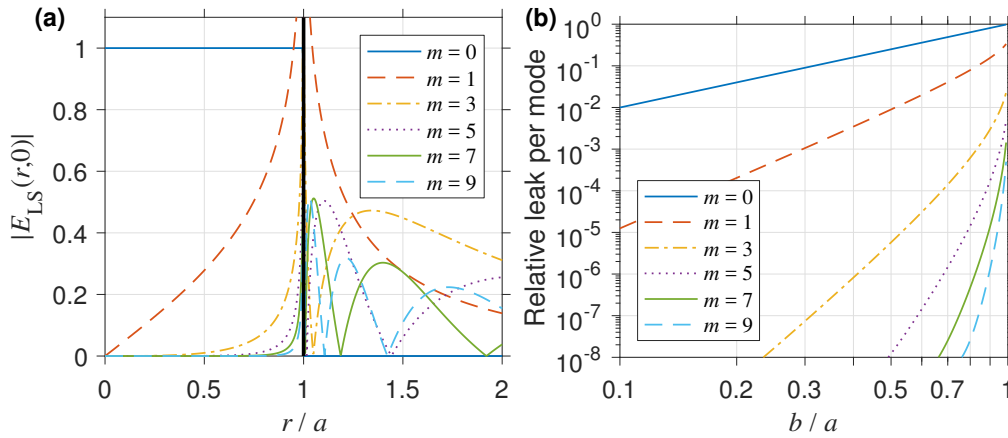 (a)
|E_LS(r,0)|
1
0.8
0.6
0.4
0.2
0
0
0.5
1
1.5
2
r / a
m = 0
m = 1
m = 3
m = 5
m = 7
m = 9
(b)
Relative leak per mode
10^0
10^-1
10^-2
10^-3
10^-4
10^-5
10^-6
10^-7
10^-8
0.1
0.2
0.3
0.5
0.7
1
b / a
m = 0
m = 1
m = 3
m = 5
m = 7
m = 9